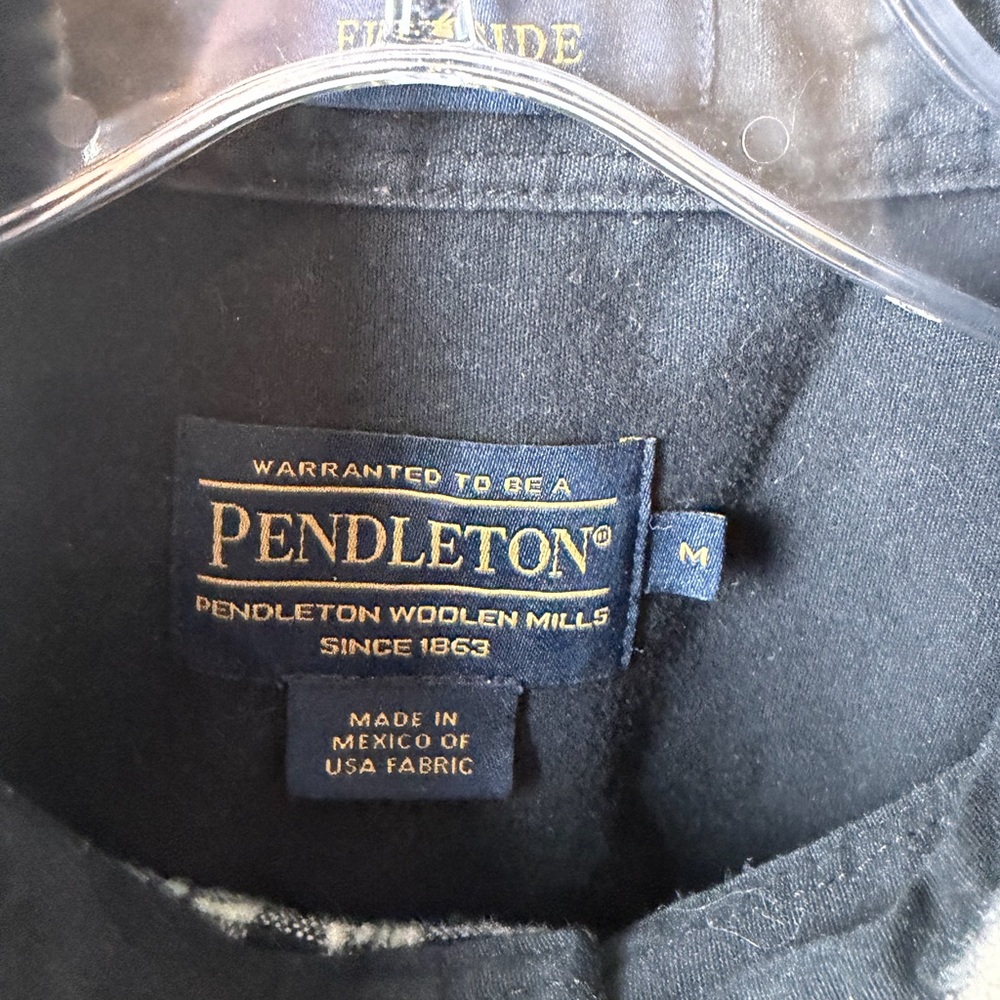 WARRANTED TO BE A
PENDLETON®
M
PENDLETON WOOLEN MILLS
SINCE 1863
MADE IN
MEXICO OF
USA FABRIC